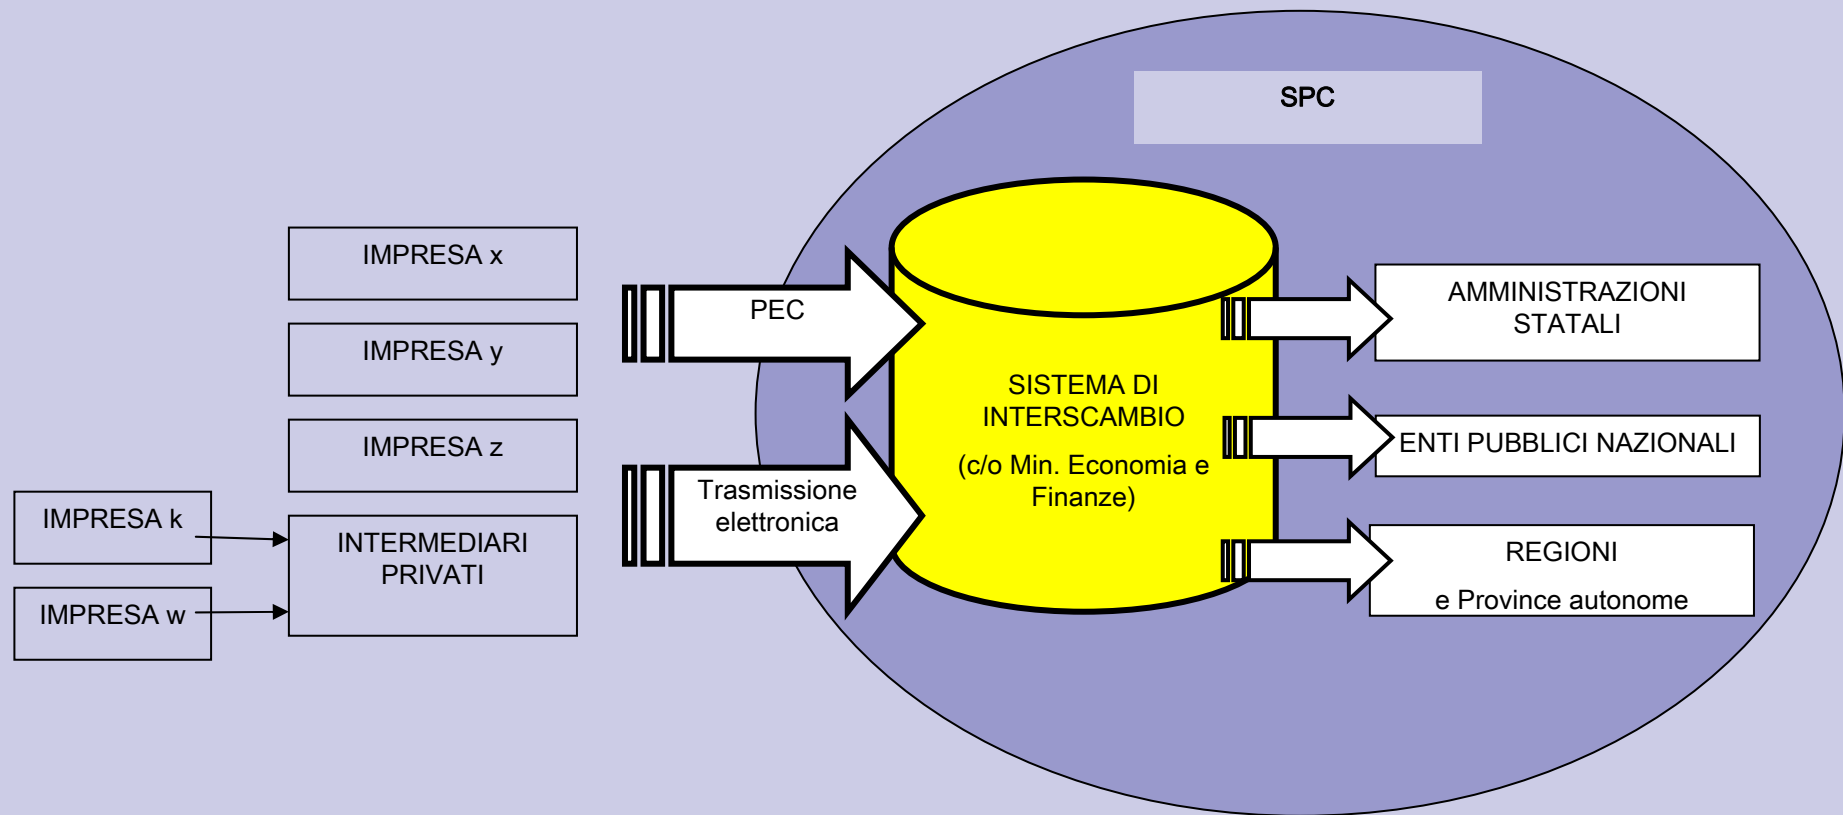 SPC
IMPRESA x
IMPRESA y
IMPRESA z
IMPRESA k
IMPRESA w
INTERMEDIARI
PRIVATI
PEC
Trasmissione
elettronica
SISTEMA DI
INTERSCAMBIO
(c/o Min. Economia e
Finanze)
AMMINISTRAZIONI
STATALI
ENTI PUBBLICI NAZIONALI
REGIONI
e Province autonome